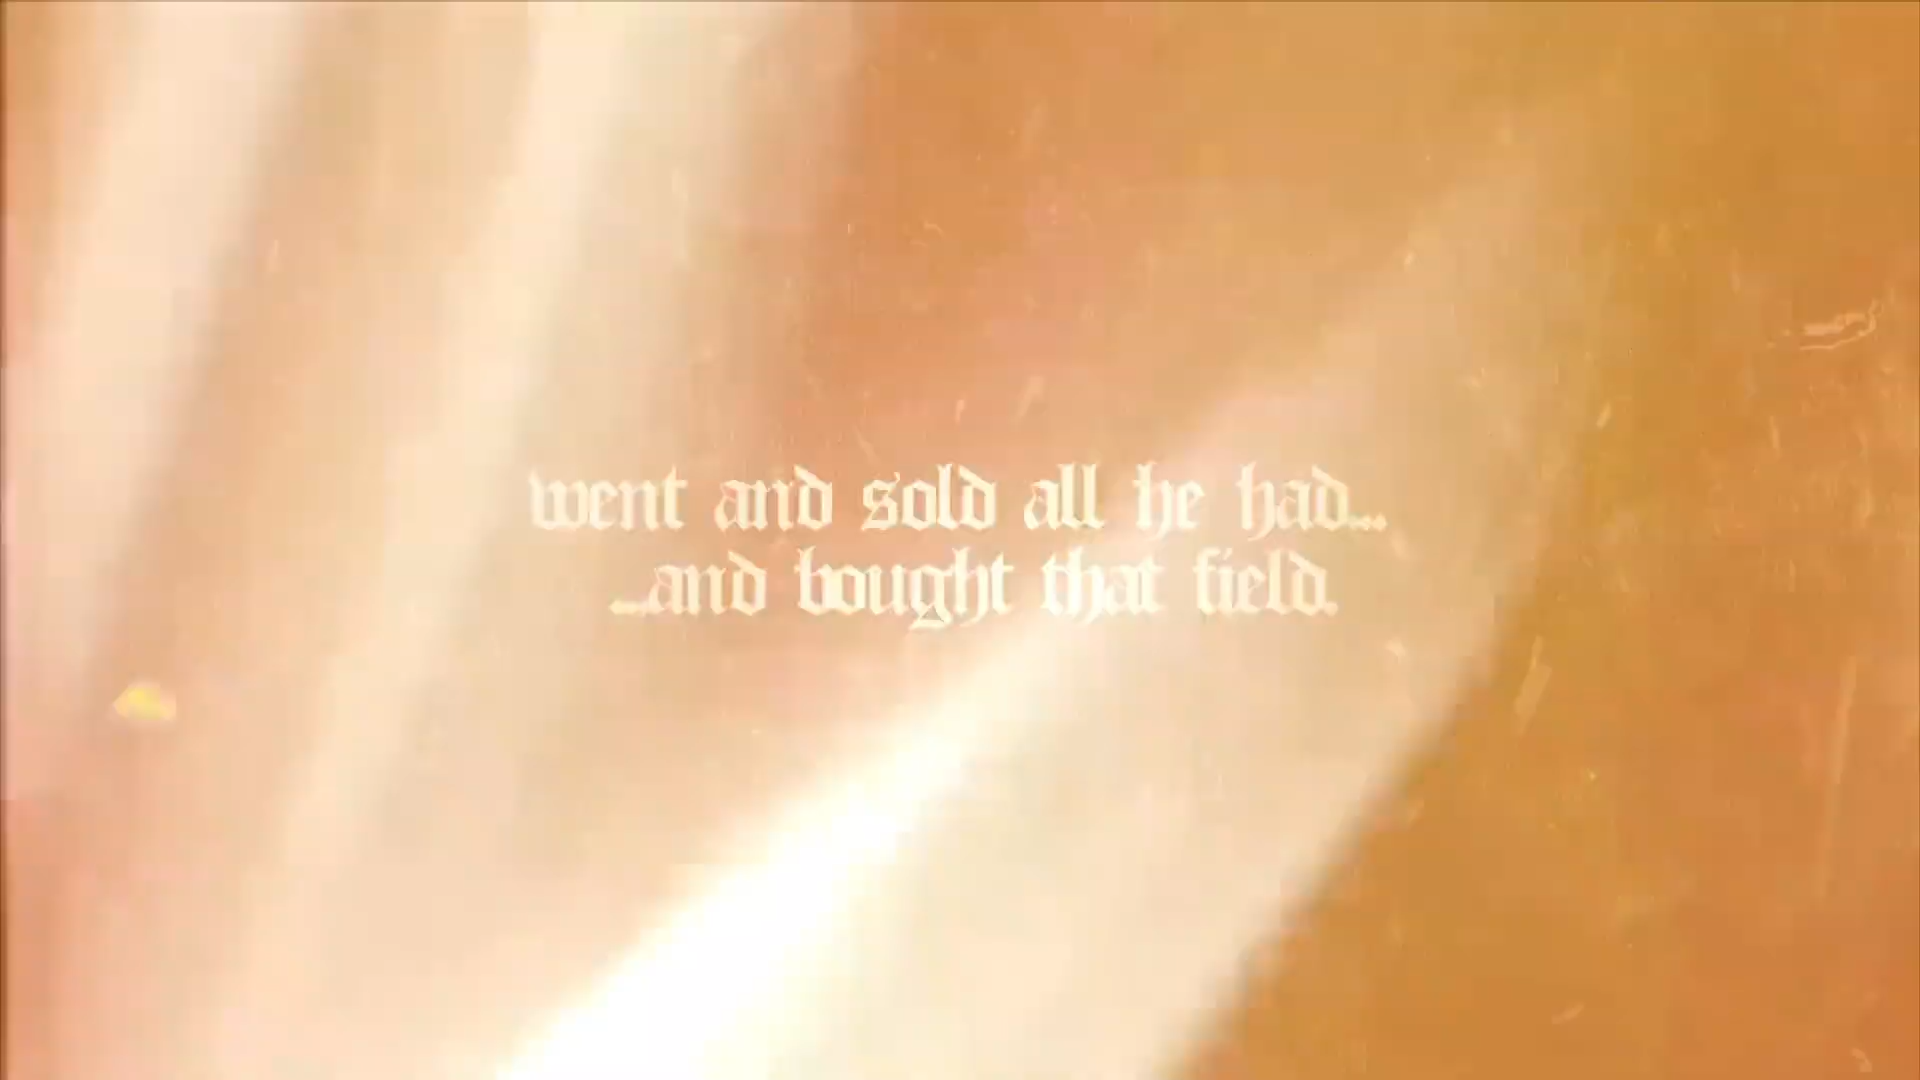 went and sold all he had...
...and bought that field.